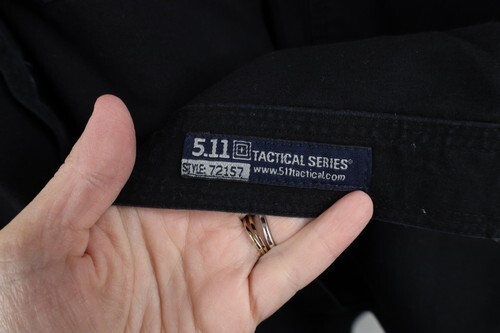 5.11 TACTICAL SERIES®
STYLE: 72157 www.511tactical.com